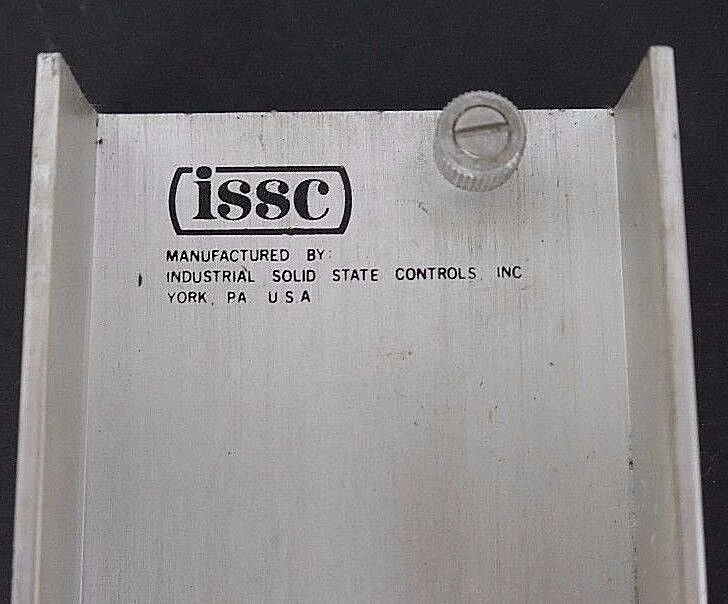 issc
MANUFACTURED BY:
INDUSTRIAL SOLID STATE CONTROLS, INC
YORK, PA U.S.A